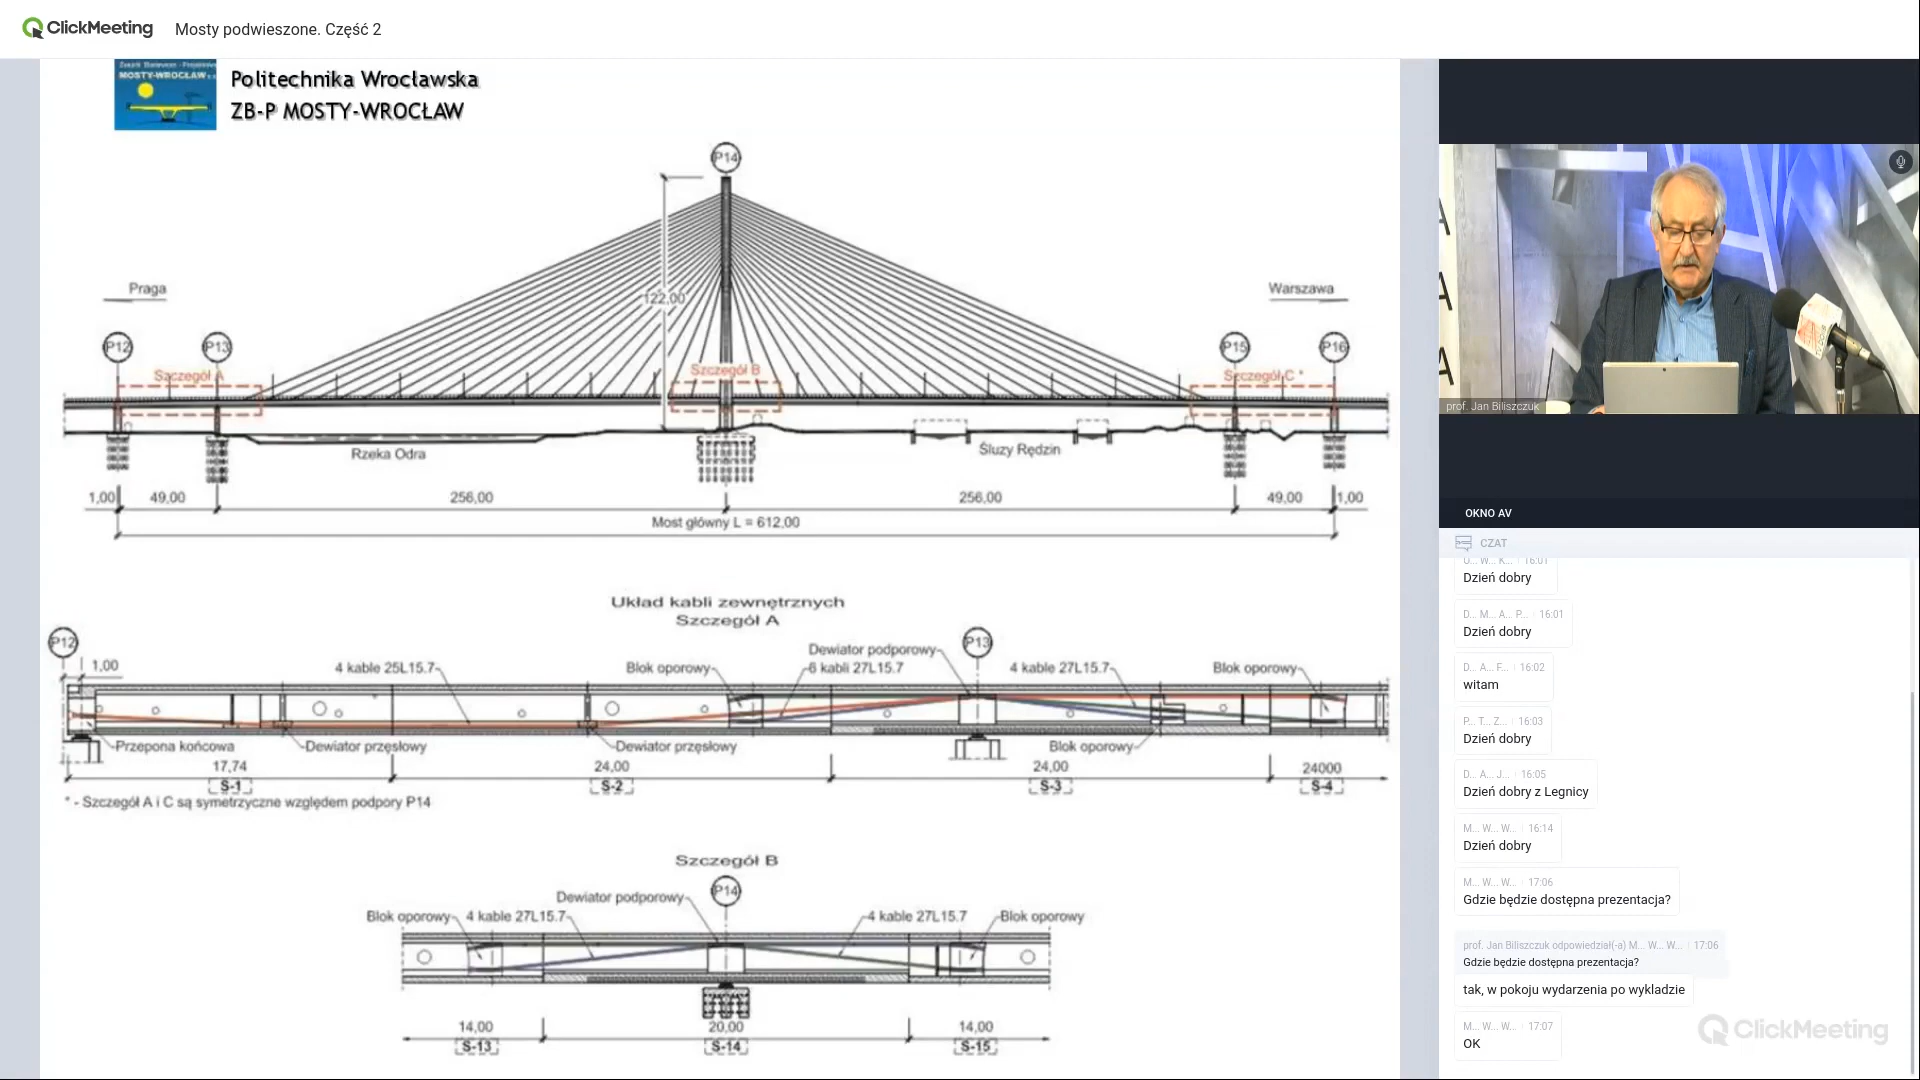 ClickMeeting
Mosty podwieszone. Część 2
MOSTY-WROCŁAW
Politechnika Wrocławska
ZB-P MOSTY-WROCŁAW
P14
122,00
Praga
Warszawa
P12
P13
P15
P16
Szczegół A
Szczegół B
Szczegół C *
Rzeka Odra
Śluzy Rędzin
1,00
49,00
256,00
256,00
49,00
1,00
Most główny L = 612,00
Układ kabli zewnętrznych
Szczegół A
P12
P13
1,00
4 kable 25L15.7
Blok oporowy
Dewiator podporowy
6 kabli 27L15.7
4 kable 27L15.7
Blok oporowy
Przepona końcowa
Dewiator przęsłowy
Dewiator przęsłowy
Blok oporowy
17,74
24,00
24,00
24000
S-1
S-2
S-3
S-4
* - Szczegół A i C są symetryczne względem podpory P14
Szczegół B
P14
Dewiator podporowy
Blok oporowy
4 kable 27L15.7
4 kable 27L15.7
Blok oporowy
14,00
20,00
14,00
S-13
S-14
S-15
prof. Jan Biliszczuk
OKNO AV
CZAT
16:01
Dzień dobry
D... M... A... P... 16:01
Dzień dobry
D... A... F... 16:02
witam
P... T... Z... 16:03
Dzień dobry
D... A... J... 16:05
Dzień dobry z Legnicy
M... W... W... 16:14
Dzień dobry
M... W... W... 17:06
Gdzie będzie dostępna prezentacja?
prof. Jan Biliszczuk odpowiedział(-a) M... W... W... 17:06
Gdzie będzie dostępna prezentacja?
tak, w pokoju wydarzenia po wykladzie
M... W... W... 17:07
OK
ClickMeeting